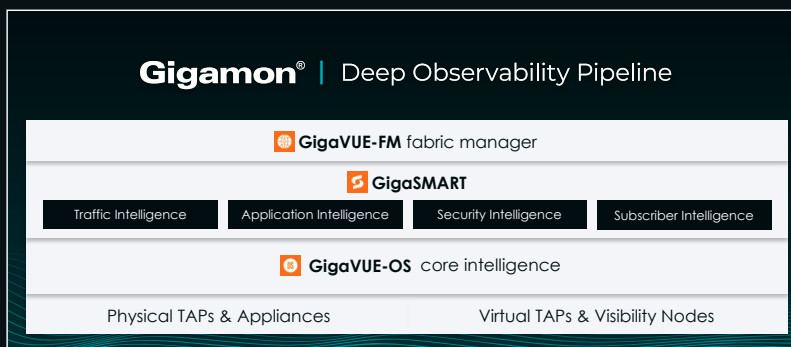 Gigamon® | Deep Observability Pipeline
GigaVUE-FM fabric manager
GigaSMART
Traffic Intelligence Application Intelligence Security Intelligence Subscriber Intelligence
OS GigaVUE-OS core intelligence
Physical TAPs & Appliances Virtual TAPs & Visibility Nodes